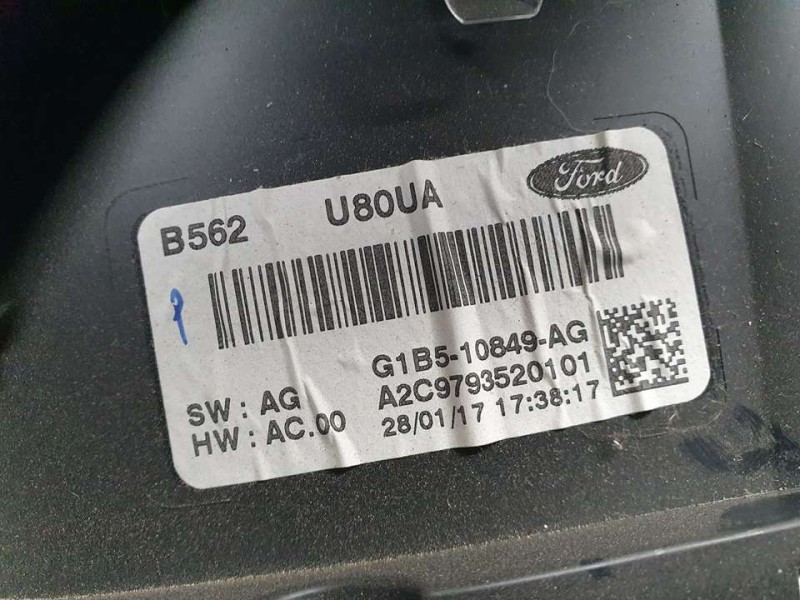 Ford
B562 U80UA
G1B5-10849-AG
A2C9793520101
SW : AG
HW : AC.00
28/01/17 17:38:17